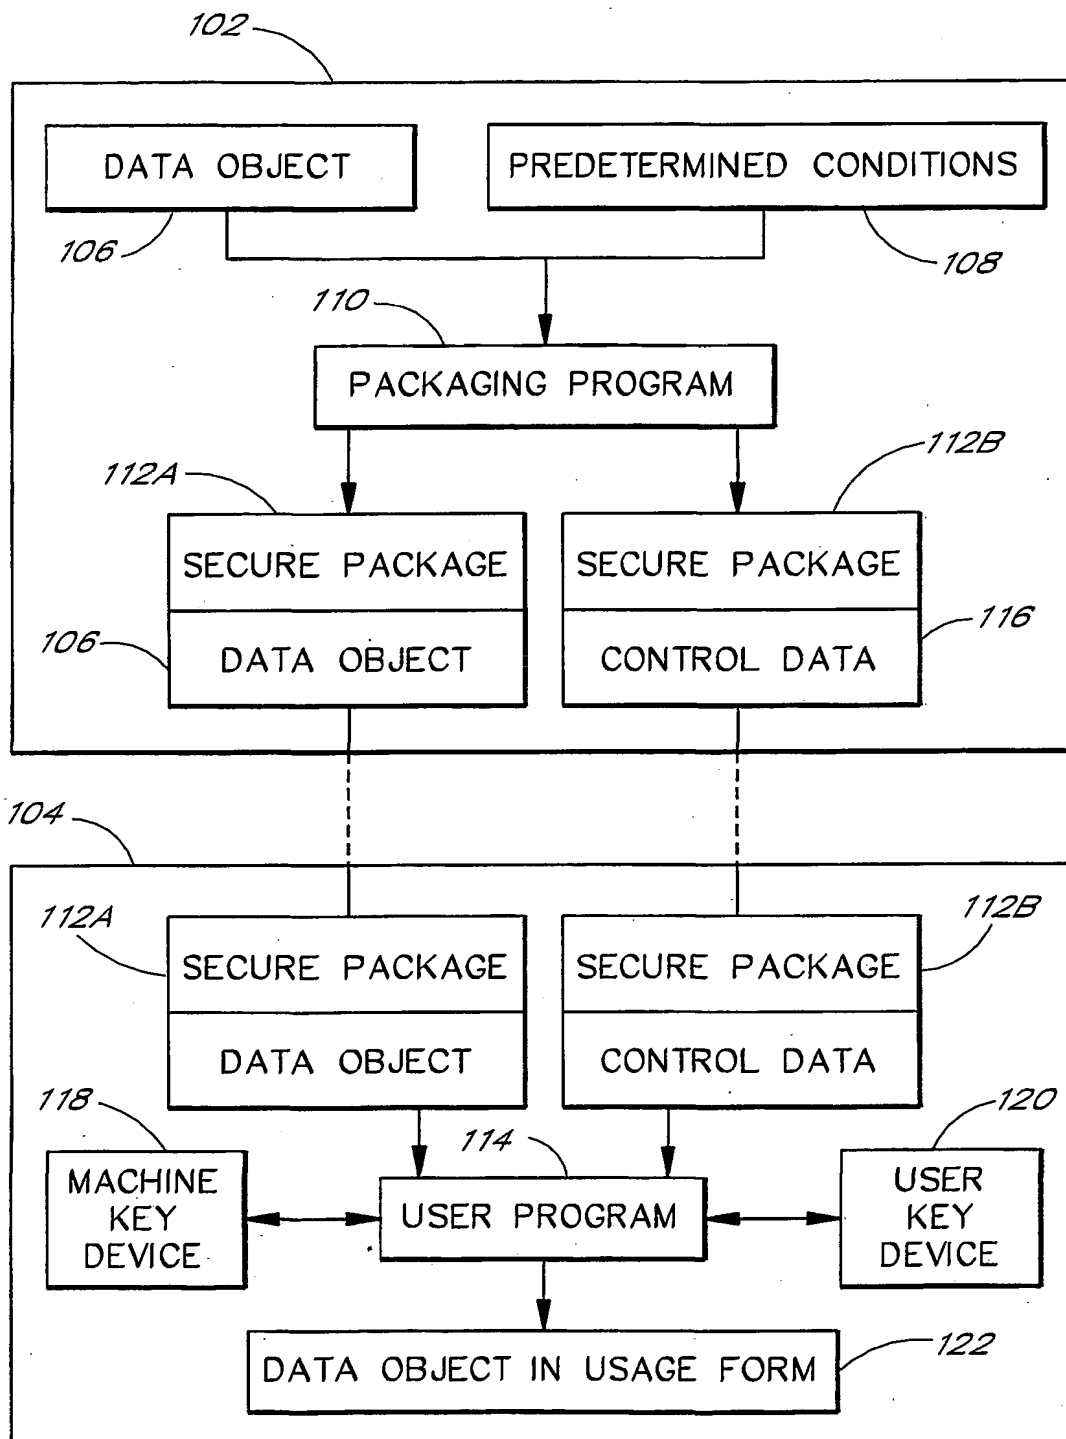 102
DATA OBJECT
PREDETERMINED CONDITIONS
106
108
110
PACKAGING PROGRAM
112A
112B
SECURE PACKAGE
SECURE PACKAGE
106
DATA OBJECT
CONTROL DATA
116
104
112A
112B
SECURE PACKAGE
SECURE PACKAGE
DATA OBJECT
CONTROL DATA
118
114
120
MACHINE
KEY
DEVICE
USER PROGRAM
USER
KEY
DEVICE
DATA OBJECT IN USAGE FORM
122